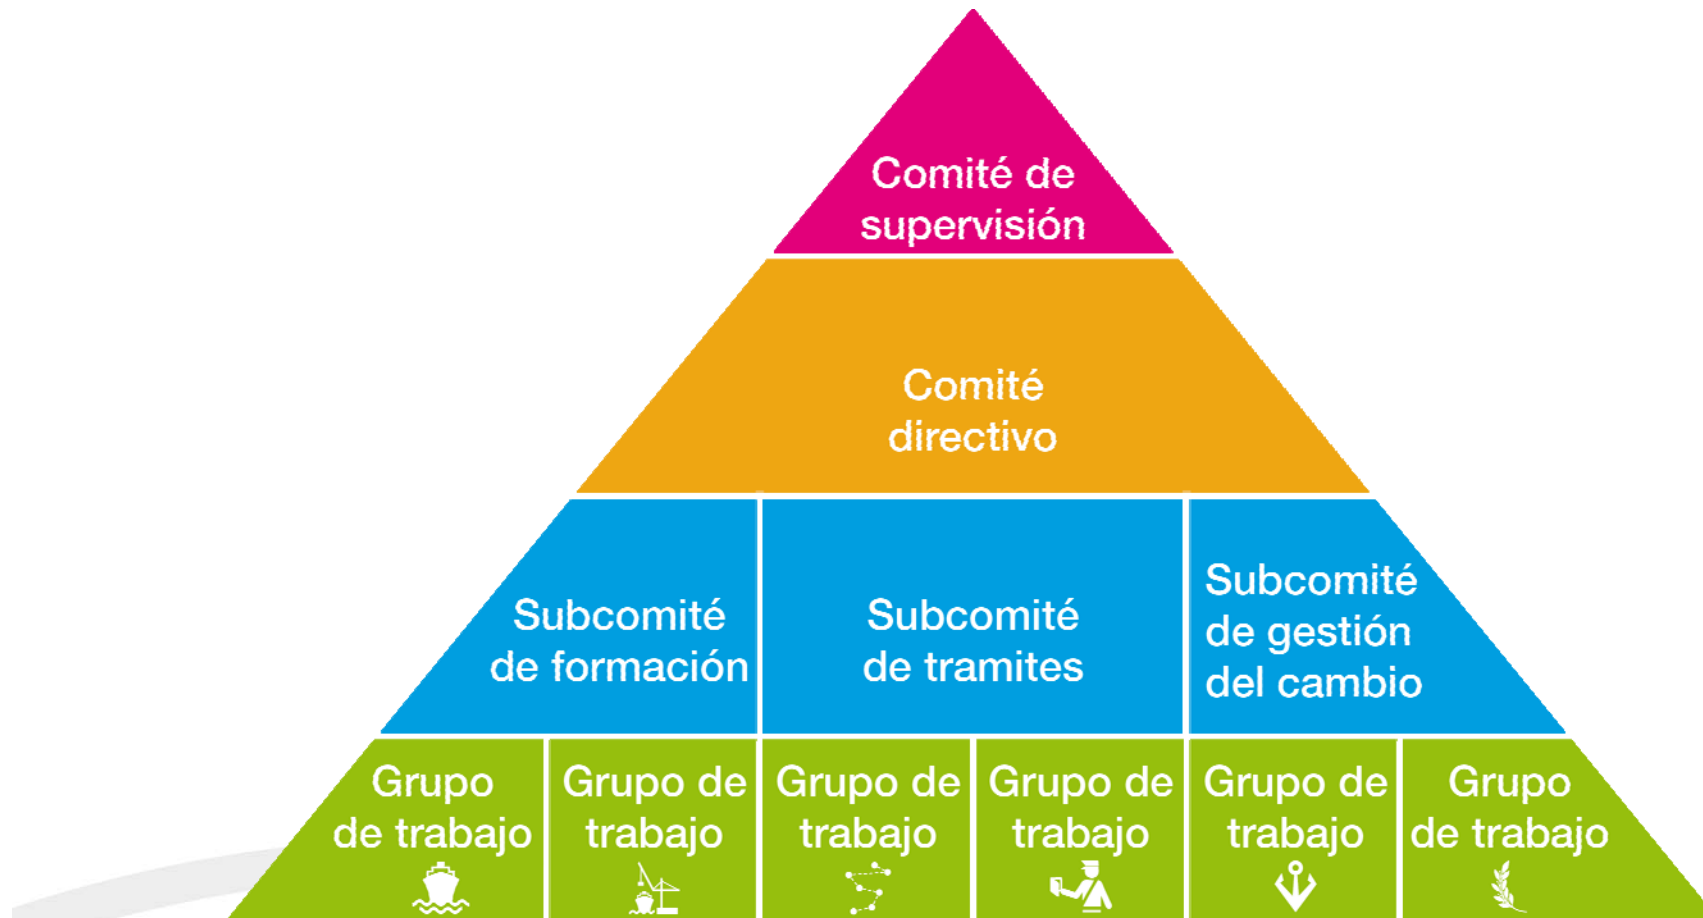 Comité de
supervisión
Comité
directivo
Subcomité
de formación
Subcomité
de tramites
Subcomité
de gestión
del cambio
Grupo
de trabajo
Grupo de
trabajo
Grupo de
trabajo
Grupo de
trabajo
Grupo de
trabajo
Grupo
de trabajo